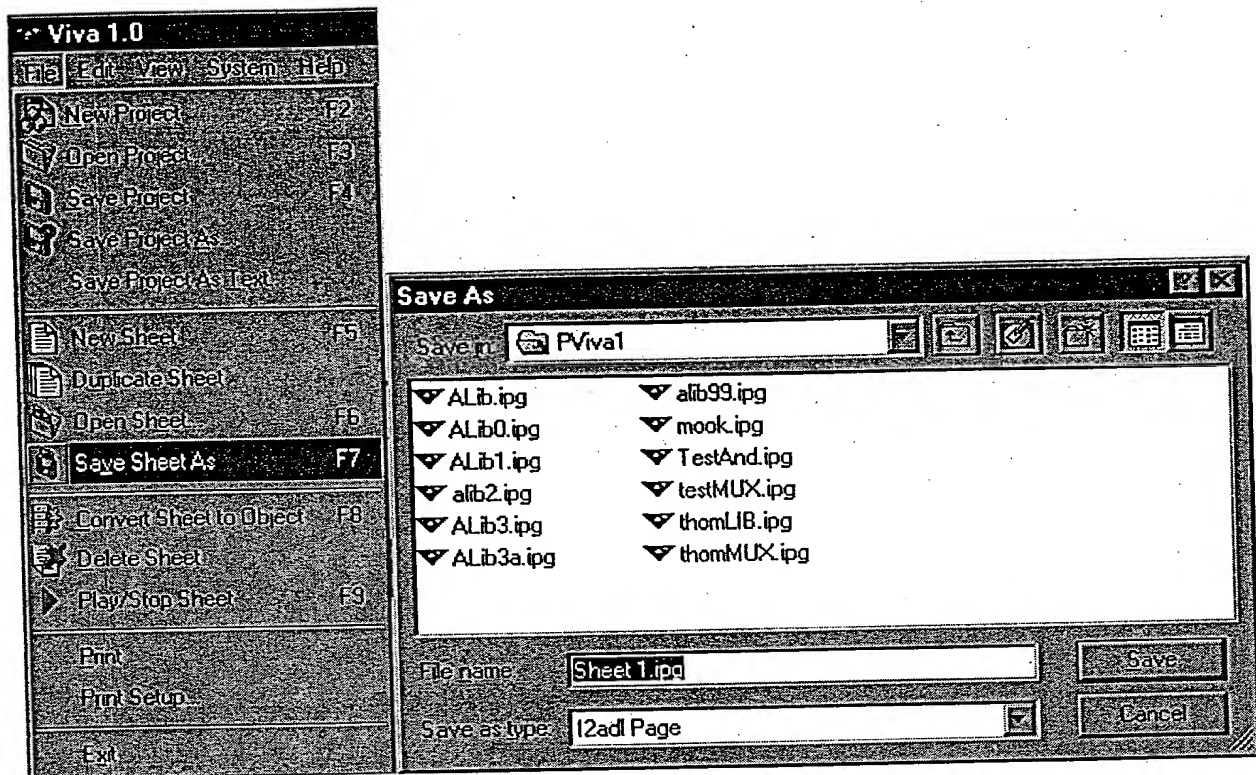 Viva 1.0
File Edit View System Help
New Project F2
Open Project F3
Save Project F4
Save Project As
Save Project As Text
New Sheet F5
Duplicate Sheet
Open Sheet... F6
Save Sheet As F7
Convert Sheet to Object F8
Delete Sheet
Play/Stop Sheet F9
Print
Print Setup...
Exit
Save As
Save in: PViva1
ALib.ipg alib99.ipg
ALib0.ipg mook.ipg
ALib1.ipg TestAnd.ipg
alib2.ipg testMUX.ipg
ALib3.ipg thomLIB.ipg
ALib3a.ipg thomMUX.ipg
File name: Sheet 1.ipg Save
Save as type: I2adl Page Cancel